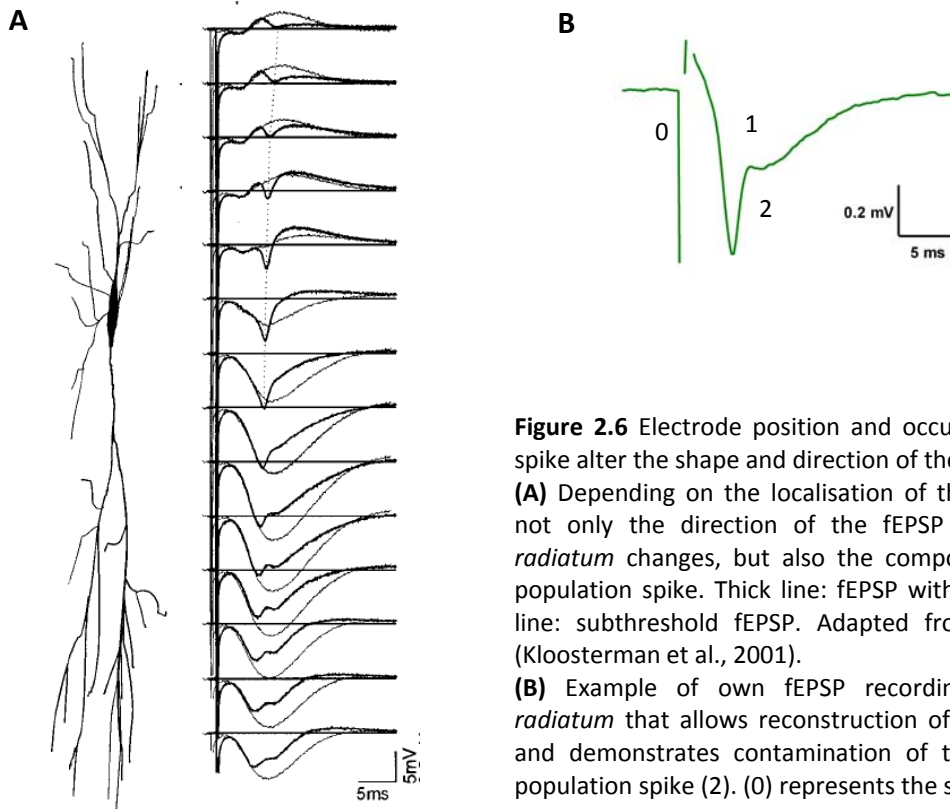 A
B
0
1
2
0.2 mV
5 ms
5mV
5ms
Figure 2.6 Electrode position and occu
spike alter the shape and direction of the
(A) Depending on the localisation of th
not only the direction of the fEPSP
radiatum changes, but also the compo
population spike. Thick line: fEPSP with
line: subthreshold fEPSP. Adapted fro
(Kloosterman et al., 2001).
(B) Example of own fEPSP recordin
radiatum that allows reconstruction of
and demonstrates contamination of t
population spike (2). (0) represents the s